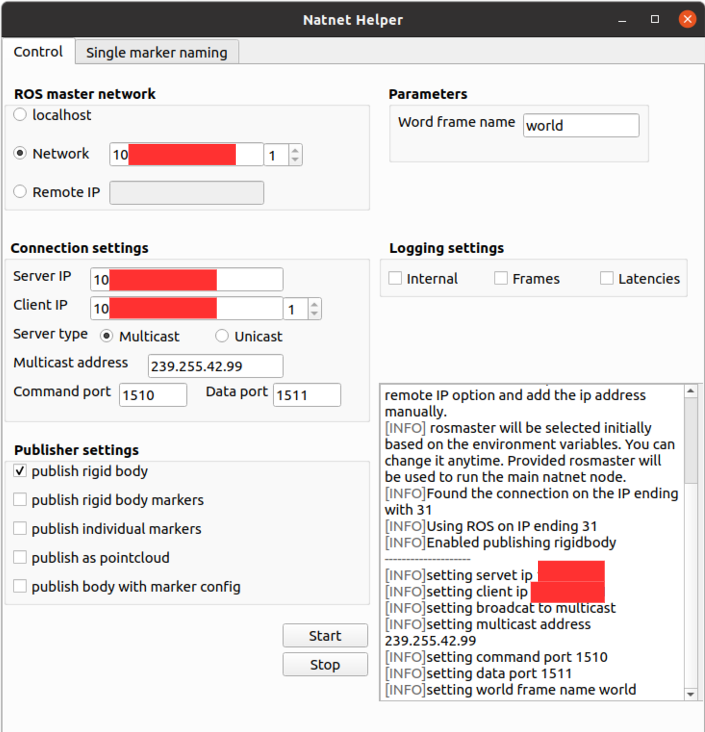 Natnet Helper
Control
Single marker naming
ROS master network
localhost
Network 10 1
Remote IP
Parameters
Word frame name world
Connection settings
Server IP 10
Client IP 10 1
Server type Multicast Unicast
Multicast address 239.255.42.99
Command port 1510 Data port 1511
Logging settings
Internal Frames Latencies
Publisher settings
publish rigid body
publish rigid body markers
publish individual markers
publish as pointcloud
publish body with marker config
Start
Stop
remote IP option and add the ip address
manually.
[INFO] rosmaster will be selected initially
based on the environment variables. You can
change it anytime. Provided rosmaster will
be used to run the main natnet node.
[INFO]Found the connection on the IP ending
with 31
[INFO]Using ROS on IP ending 31
[INFO]Enabled publishing rigidbody
--------------------
[INFO]setting servet ip
[INFO]setting client ip
[INFO]setting broadcat to multicast
[INFO]setting multicast address
239.255.42.99
[INFO]setting command port 1510
[INFO]setting data port 1511
[INFO]setting world frame name world